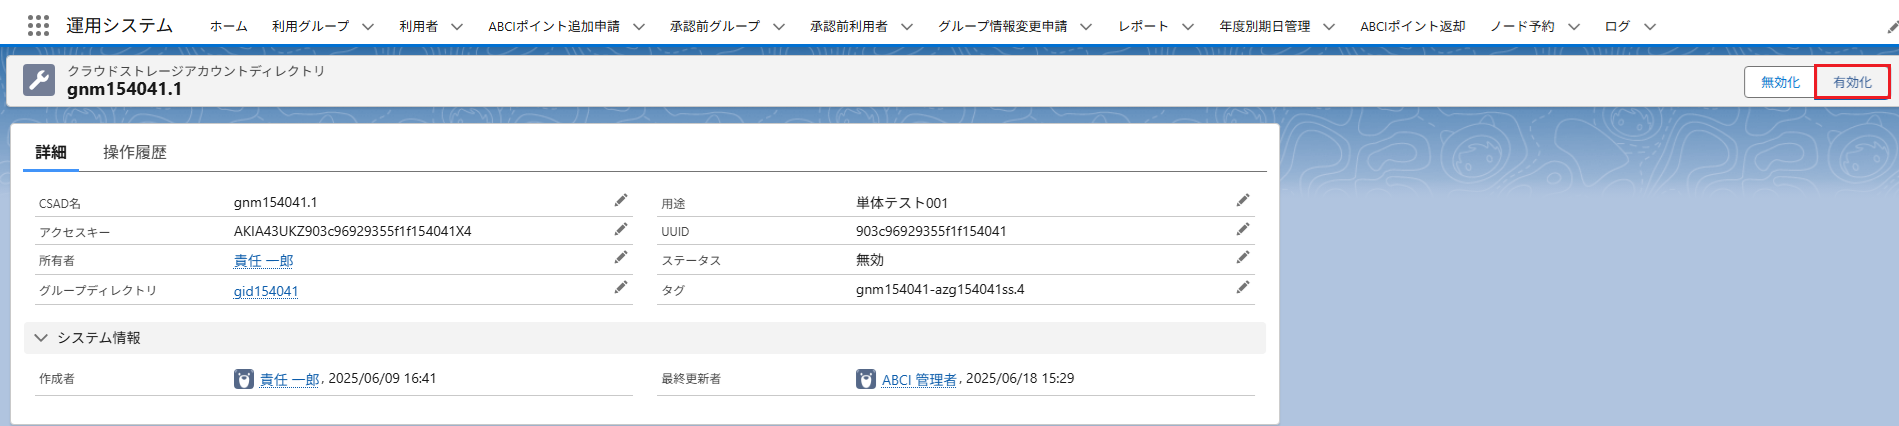 運用システム ホーム 利用グループ 利用者 ABCIポイント追加申請 承認前グループ 承認前利用者 グループ情報変更申請 レポート 年度別期日管理 ABCIポイント返却 ノード予約 ログ
クラウドストレージアカウントディレクトリ
gnm154041.1
無効化 有効化
詳細 操作履歴
CSAD名 gnm154041.1 用途 単体テスト001
アクセスキー AKIA43UKZ903c96929355f1f154041X4 UUID 903c96929355f1f154041
所有者 責任 一郎 ステータス 無効
グループディレクトリ gid154041 タグ gnm154041-azg154041ss.4
システム情報
作成者 責任 一郎, 2025/06/09 16:41 最終更新者 ABCI 管理者, 2025/06/18 15:29